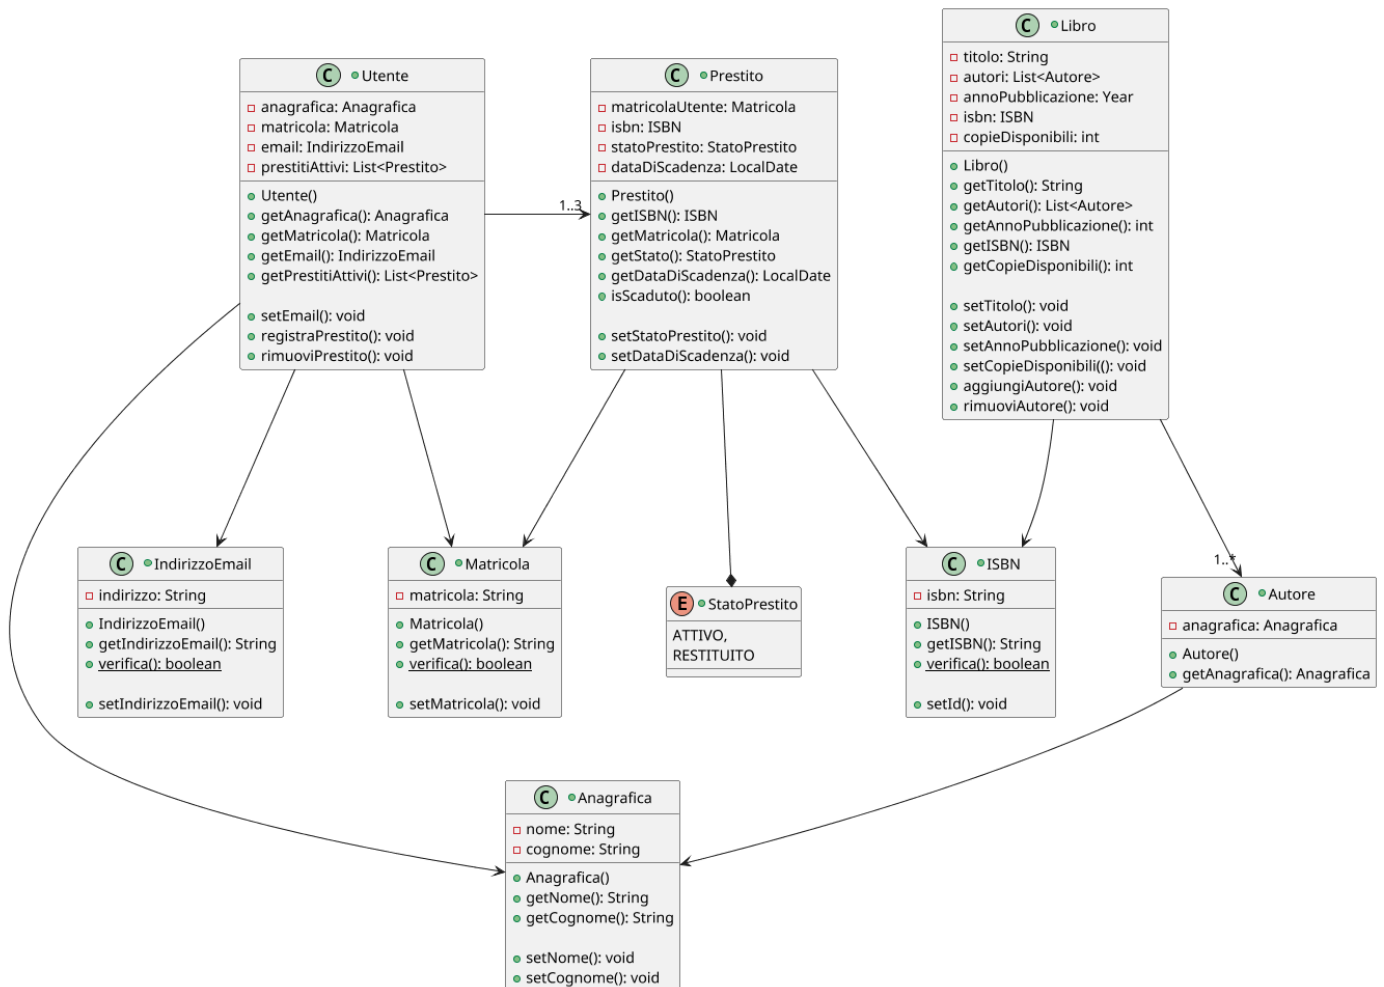 C Utente
anagrafica: Anagrafica
matricola: Matricola
email: IndirizzoEmail
prestitiAttivi: List<Prestito>
Utente()
getAnagrafica(): Anagrafica
getMatricola(): Matricola
getEmail(): IndirizzoEmail
getPrestitiAttivi(): List<Prestito>
setEmail(): void
registraPrestito(): void
rimuoviPrestito(): void
1..3
C Prestito
matricolaUtente: Matricola
isbn: ISBN
statoPrestito: StatoPrestito
dataDiScadenza: LocalDate
Prestito()
getISBN(): ISBN
getMatricola(): Matricola
getStato(): StatoPrestito
getDataDiScadenza(): LocalDate
isScaduto(): boolean
setStatoPrestito(): void
setDataDiScadenza(): void
C Libro
titolo: String
autori: List<Autore>
annoPubblicazione: Year
isbn: ISBN
copieDisponibili: int
Libro()
getTitolo(): String
getAutori(): List<Autore>
getAnnoPubblicazione(): int
getISBN(): ISBN
getCopieDisponibili(): int
setTitolo(): void
setAutori(): void
setAnnoPubblicazione(): void
setCopieDisponibili((): void
aggiungiAutore(): void
rimuoviAutore(): void
C IndirizzoEmail
indirizzo: String
IndirizzoEmail()
getIndirizzoEmail(): String
verifica(): boolean
setIndirizzoEmail(): void
C Matricola
matricola: String
Matricola()
getMatricola(): String
verifica(): boolean
setMatricola(): void
E StatoPrestito
ATTIVO,
RESTITUITO
C ISBN
isbn: String
ISBN()
getISBN(): String
verifica(): boolean
setId(): void
1..*
C Autore
anagrafica: Anagrafica
Autore()
getAnagrafica(): Anagrafica
C Anagrafica
nome: String
cognome: String
Anagrafica()
getNome(): String
getCognome(): String
setNome(): void
setCognome(): void